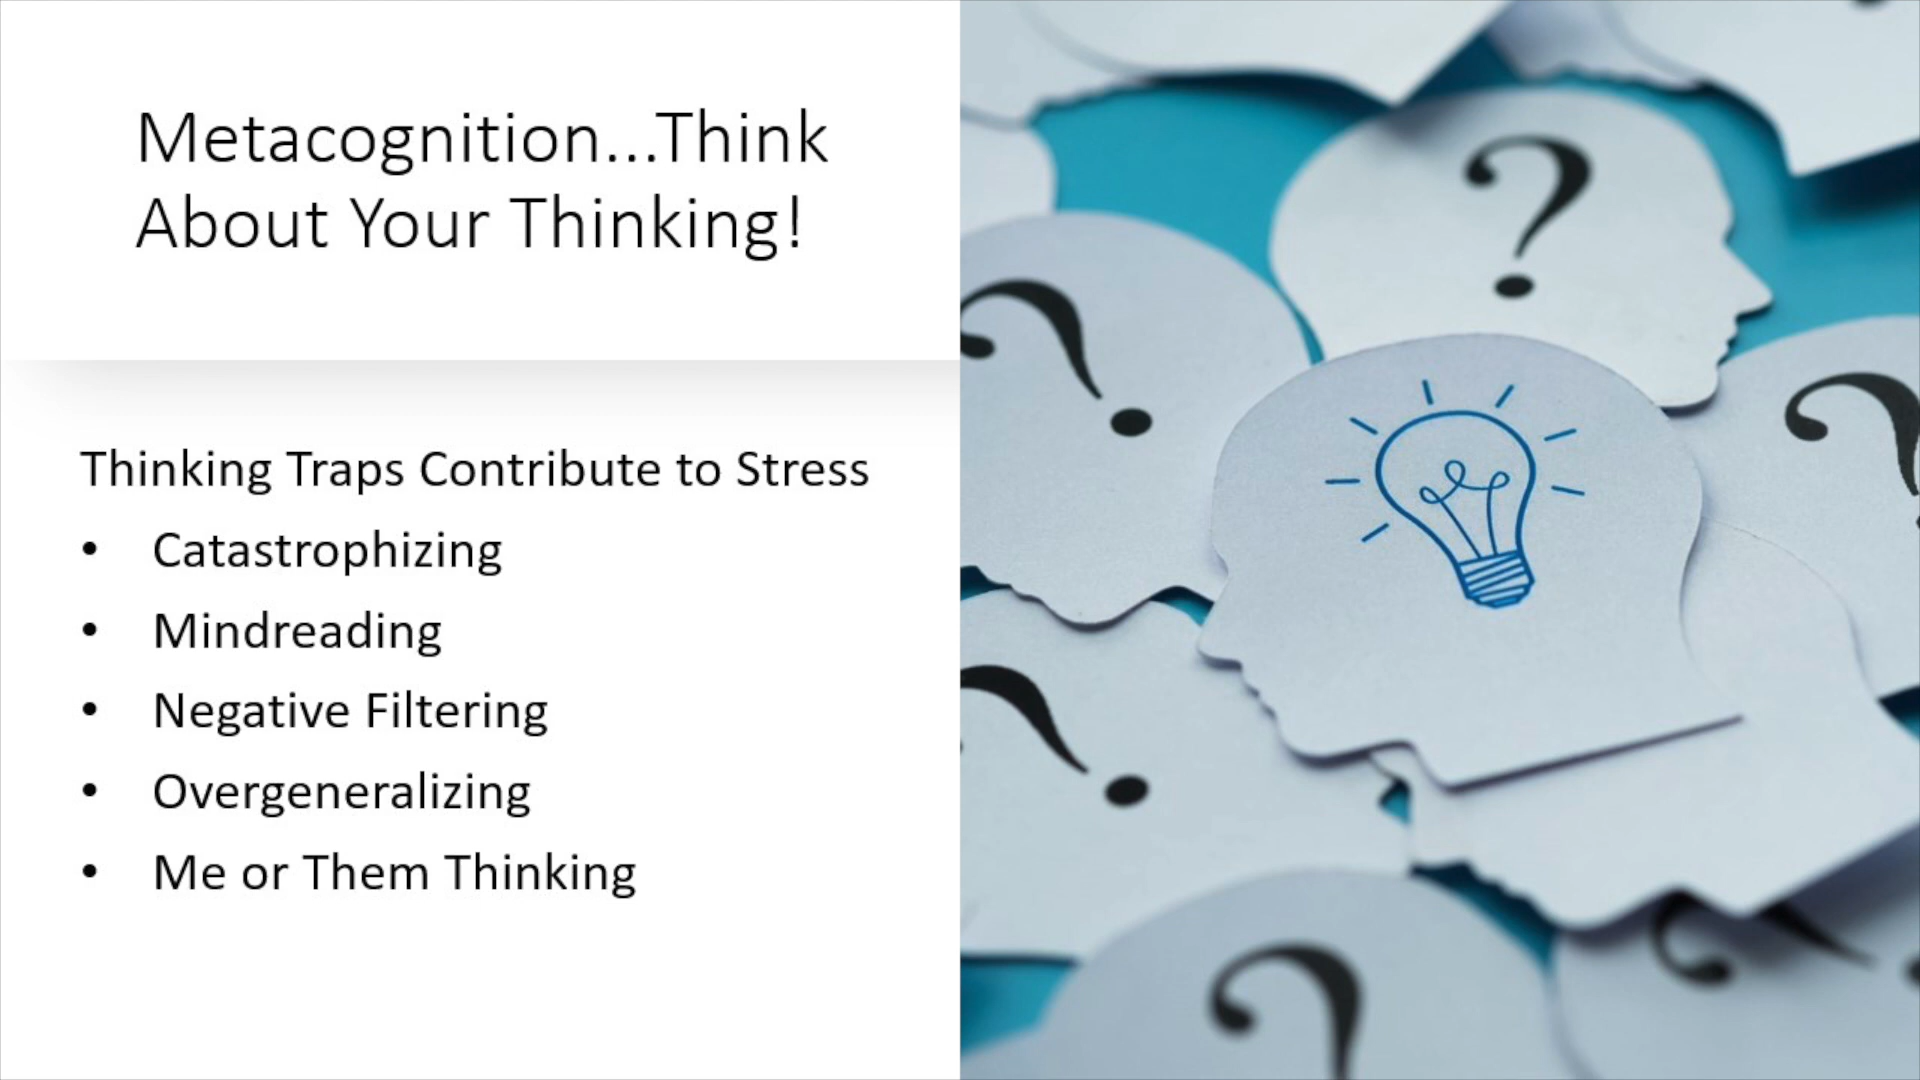 Metacognition...Think
About Your Thinking!
Thinking Traps Contribute to Stress
• Catastrophizing
• Mindreading
• Negative Filtering
• Overgeneralizing
• Me or Them Thinking
?
?
?
?
?
?